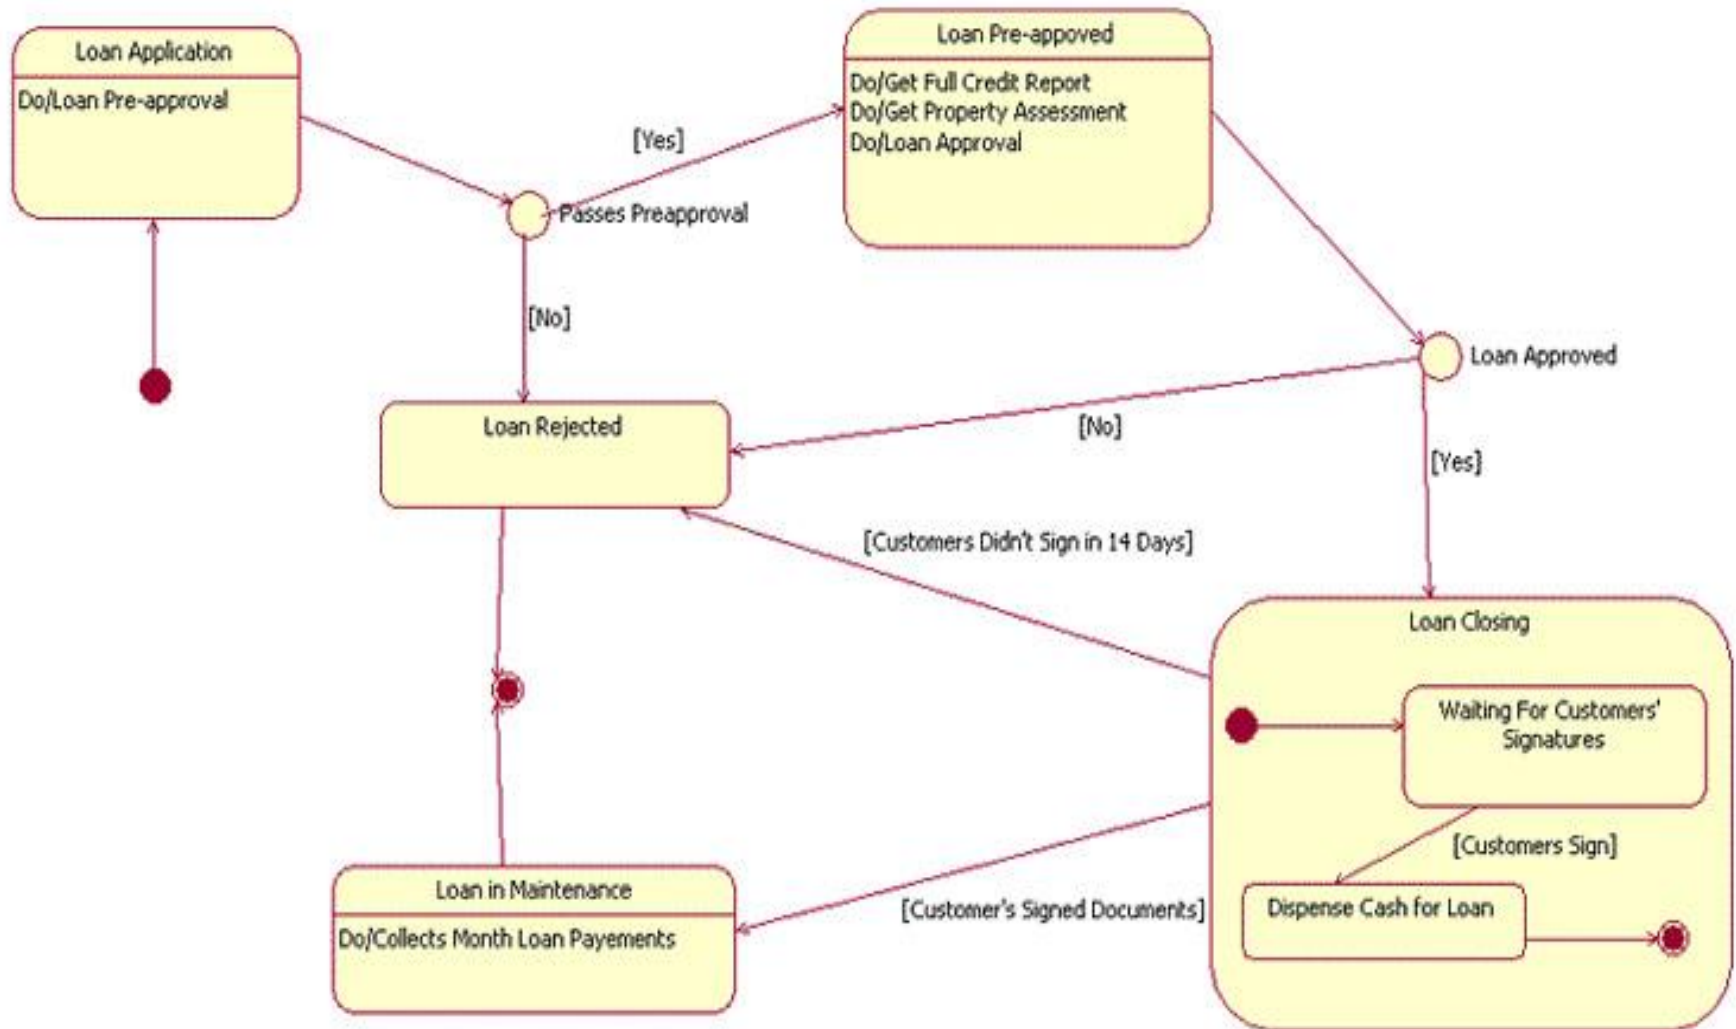 Loan Application
Do/Loan Pre-approval
Loan Pre-appoved
Do/Get Full Credit Report
Do/Get Property Assessment
Do/Loan Approval
[Yes]
Passes Preapproval
[No]
Loan Approved
Loan Rejected
[No]
[Yes]
[Customers Didn't Sign in 14 Days]
Loan Closing
Waiting For Customers'
Signatures
[Customers Sign]
Dispense Cash for Loan
Loan in Maintenance
Do/Collects Month Loan Payements
[Customer's Signed Documents]